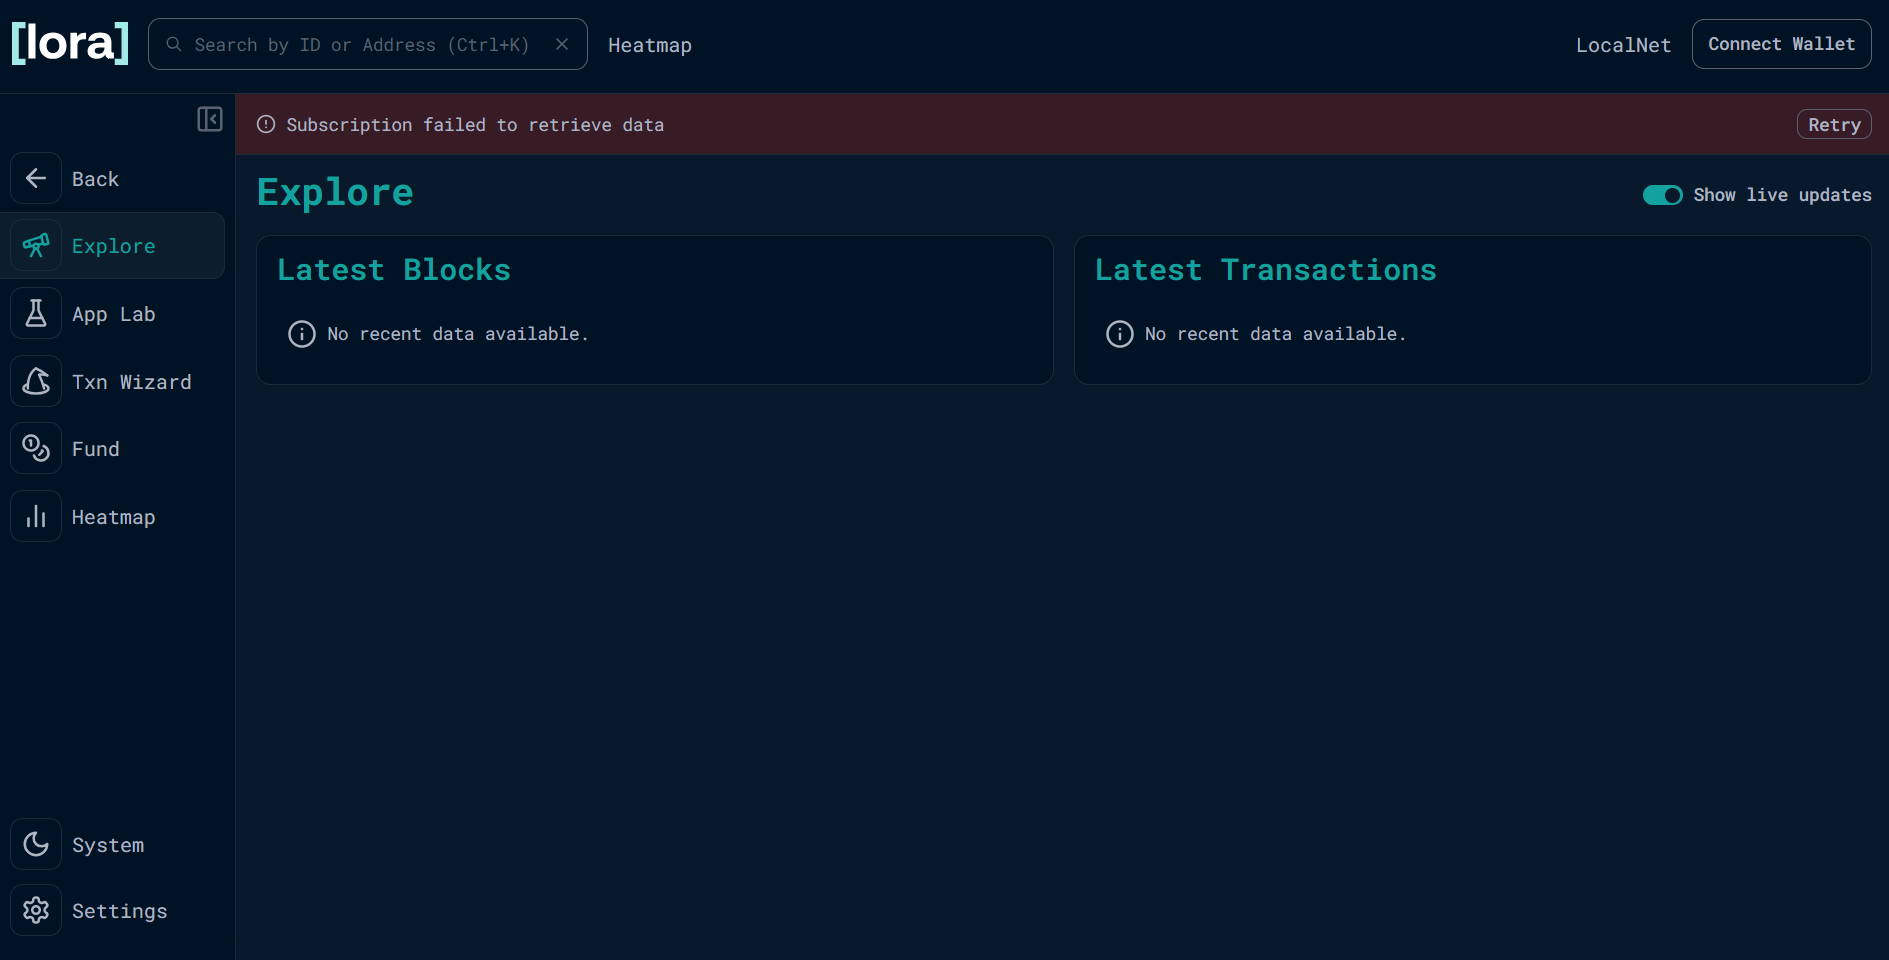 [lora]
Search by ID or Address (Ctrl+K)
Heatmap
LocalNet
Connect Wallet
Subscription failed to retrieve data
Retry
Back
Explore
App Lab
Txn Wizard
Fund
Heatmap
System
Settings
Explore
Show live updates
Latest Blocks
No recent data available.
Latest Transactions
No recent data available.